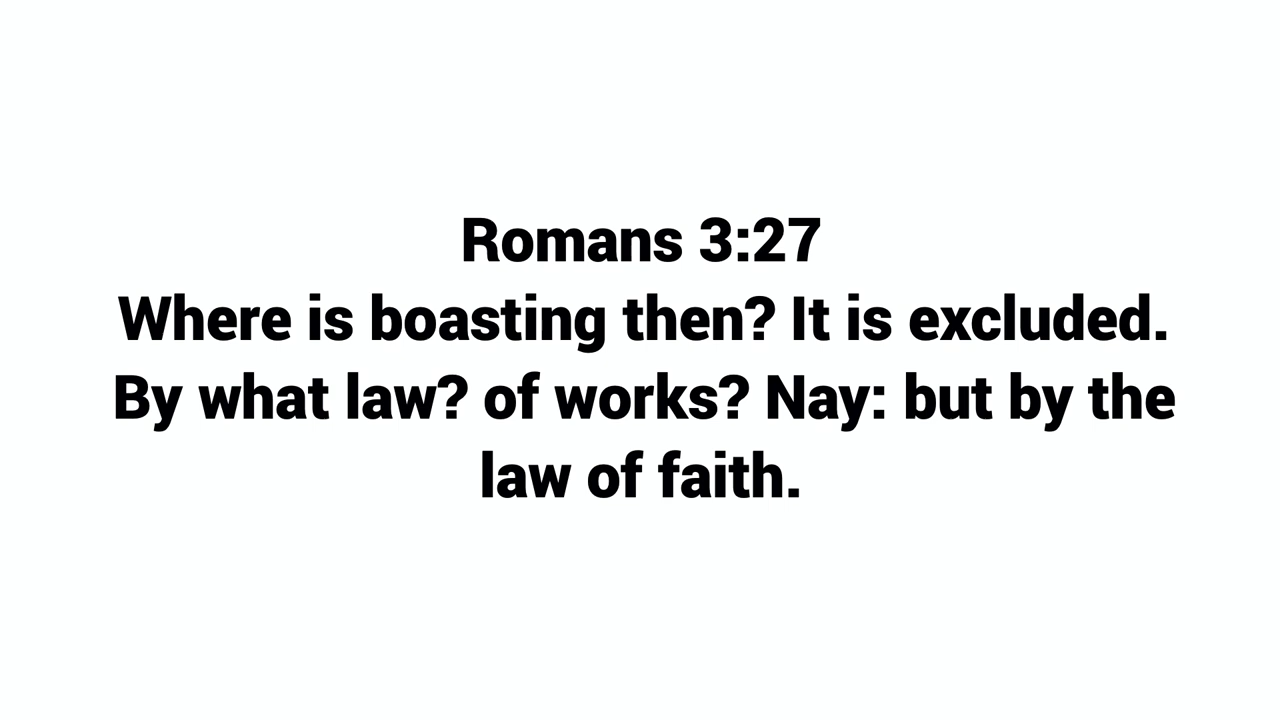 Romans 3:27
Where is boasting then? It is excluded.
By what law? of works? Nay: but by the
law of faith.